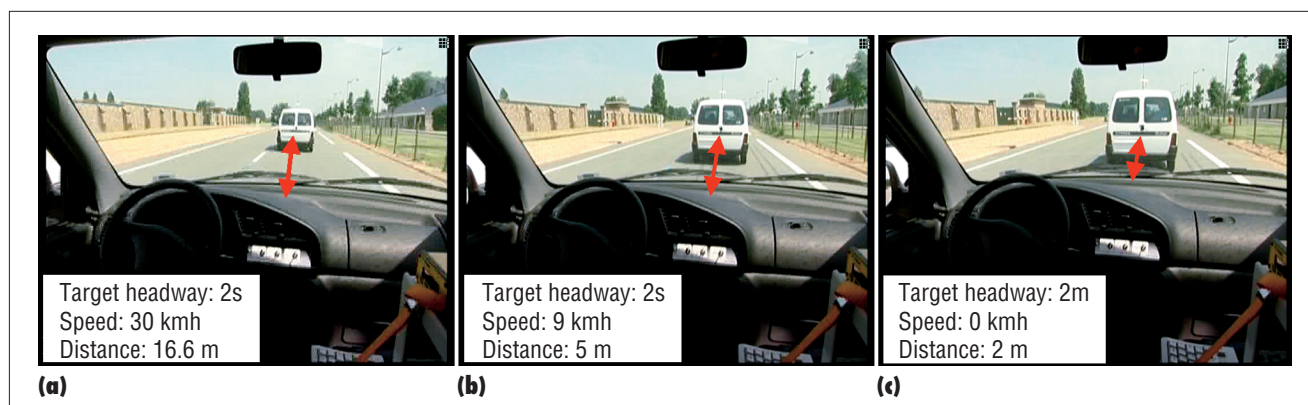 Target headway: 2s
Speed: 30 kmh
Distance: 16.6 m
(a)
Target headway: 2s
Speed: 9 kmh
Distance: 5 m
(b)
Target headway: 2m
Speed: 0 kmh
Distance: 2 m
(c)